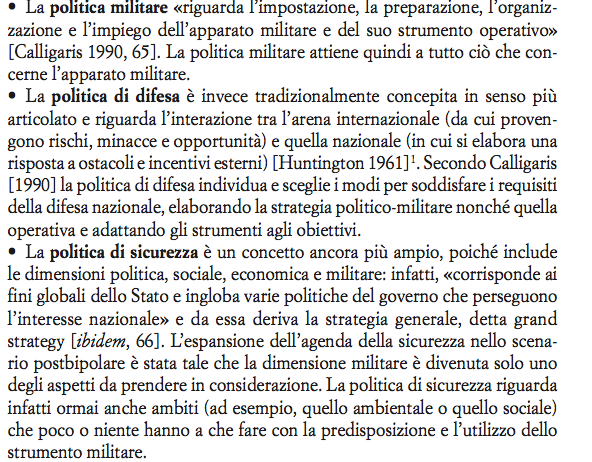 • La politica militare «riguarda l'impostazione, la preparazione, l'organiz-
zazione e l'impiego dell'apparato militare e del suo strumento operativo»
[Calligaris 1990, 65]. La politica militare attiene quindi a tutto ciò che con-
cerne l'apparato militare.
• La politica di difesa è invece tradizionalmente concepita in senso più
articolato e riguarda l'interazione tra l'arena internazionale (da cui proven-
gono rischi, minacce e opportunità) e quella nazionale (in cui si elabora una
risposta a ostacoli e incentivi esterni) [Huntington 1961]¹. Secondo Calligaris
[1990] la politica di difesa individua e sceglie i modi per soddisfare i requisiti
della difesa nazionale, elaborando la strategia politico-militare nonché quella
operativa e adattando gli strumenti agli obiettivi.
• La politica di sicurezza è un concetto ancora più ampio, poiché include
le dimensioni politica, sociale, economica e militare: infatti, «corrisponde ai
fini globali dello Stato e ingloba varie politiche del governo che perseguono
l'interesse nazionale» e da essa deriva la strategia generale, detta grand
strategy [ibidem, 66]. L'espansione dell'agenda della sicurezza nello scena-
rio postbipolare è stata tale che la dimensione militare è divenuta solo uno
degli aspetti da prendere in considerazione. La politica di sicurezza riguarda
infatti ormai anche ambiti (ad esempio, quello ambientale o quello sociale)
che poco o niente hanno a che fare con la predisposizione e l'utilizzo dello
strumento militare.